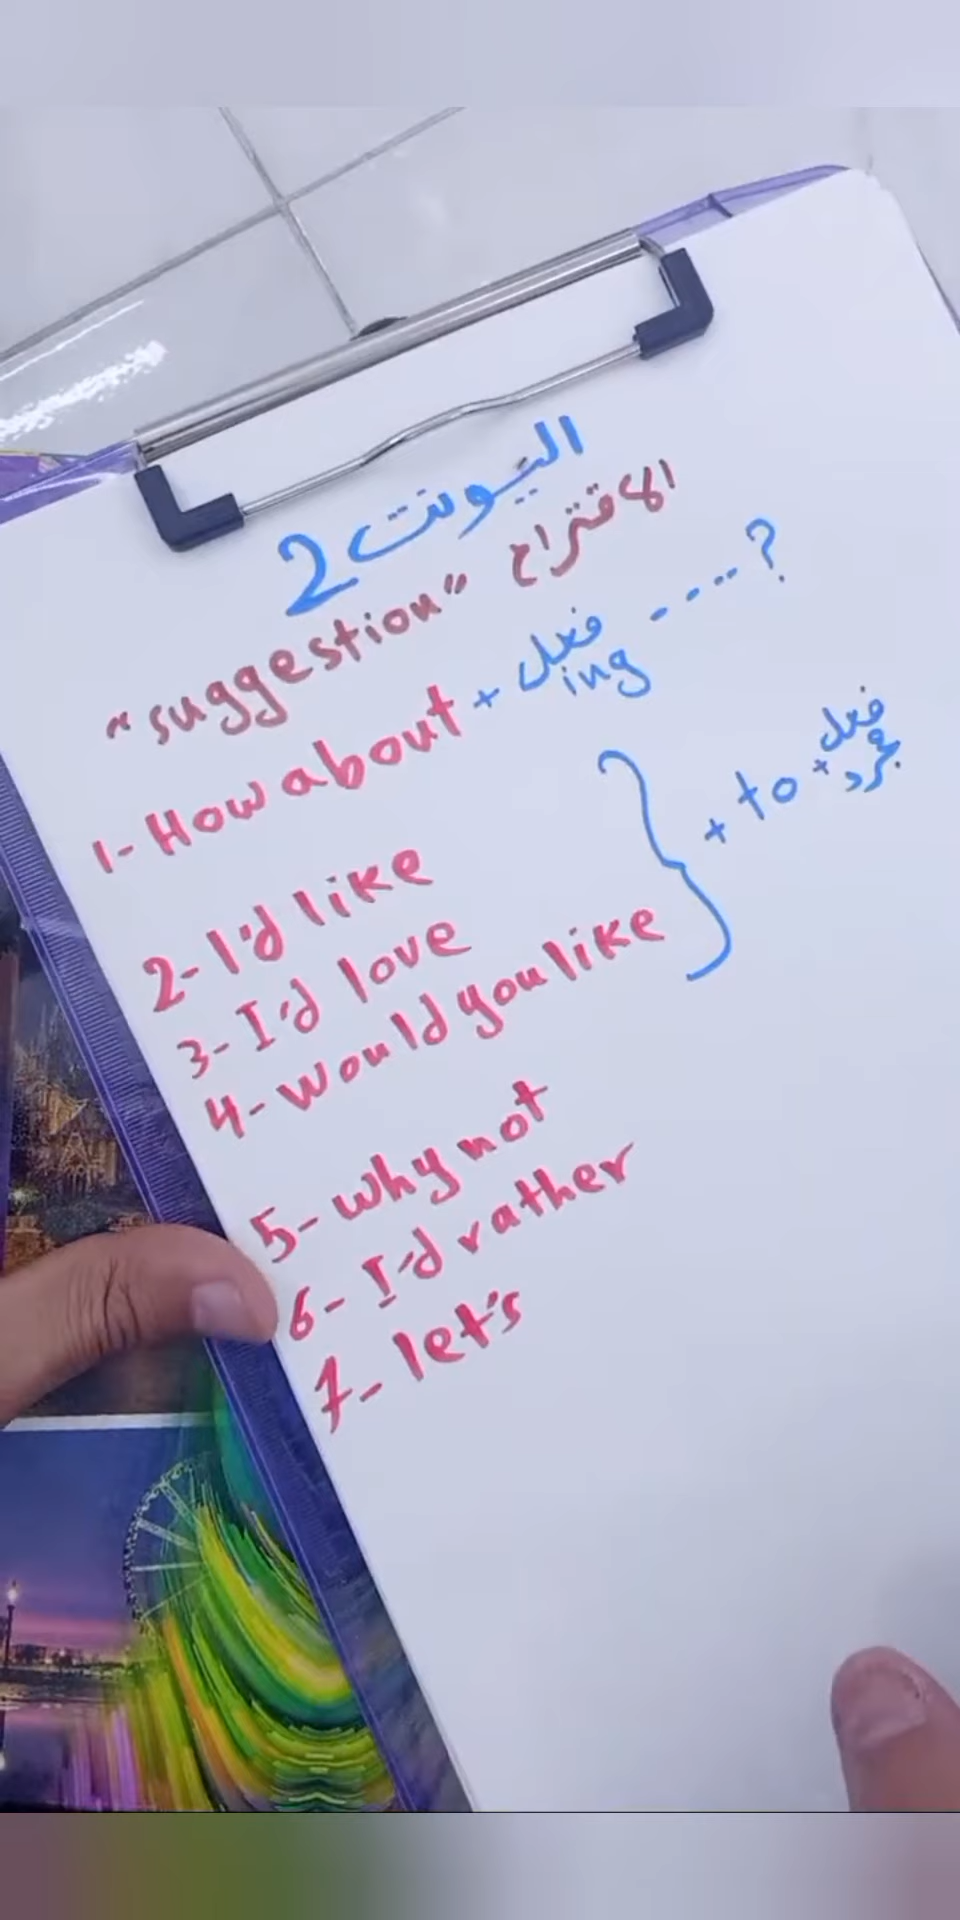 اليونت 2
"suggestion" الاقتراح
1- How about + فعل ing ....?
2- I'd like
3- I'd love
4- would you like
} + to + فعل مجرد
5- why not
6- I'd rather
7- let's